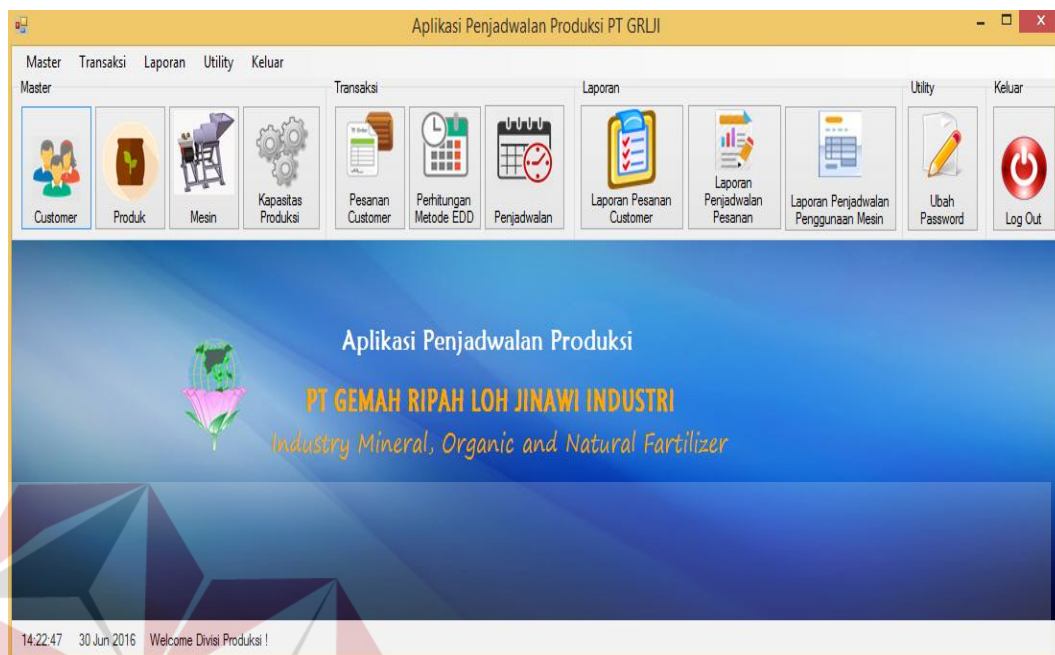 Aplikasi Penjadwalan Produksi PT GRLJI
Master Transaksi Laporan Utility Keluar
Master Transaksi Laporan Utility Keluar
Customer
Produk
Mesin
Kapasitas
Produksi
Pesanan
Customer
Perhitungan
Metode EDD
Penjadwalan
Laporan Pesanan
Customer
Laporan
Penjadwalan
Pesanan
Laporan Penjadwalan
Penggunaan Mesin
Ubah
Password
Log Out
Aplikasi Penjadwalan Produksi
PT GEMAH RIPAH LOH JINAWI INDUSTRI
Industry Mineral, Organic and Natural Fartilizer
14:22:47 30 Jun 2016 Welcome Divisi Produksi !